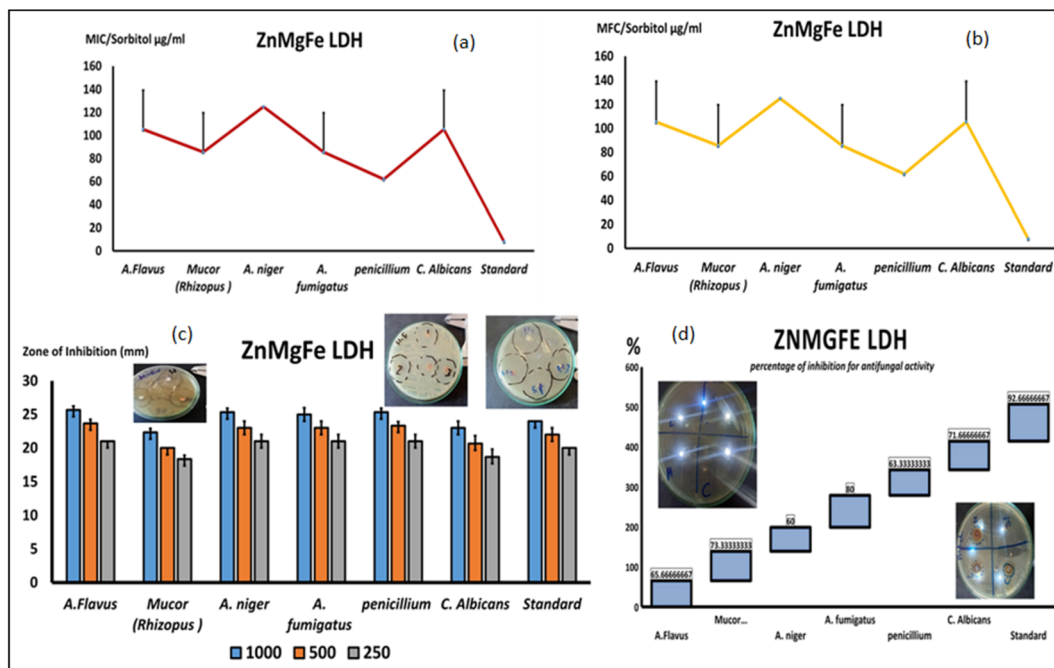 MIC/Sorbitol µg/ml
ZnMgFe LDH
(a)
160
140
120
100
80
60
40
20
0
A.Flavus
Mucor
(Rhizopus )
A. niger
A.
fumigatus
penicillium
C. Albicans
Standard
MFC/Sorbitol µg/ml
ZnMgFe LDH
(b)
160
140
120
100
80
60
40
20
0
A.Flavus
Mucor
(Rhizopus )
A. niger
A.
fumigatus
penicillium
C. Albicans
Standard
(c)
Zone of Inhibition (mm)
ZnMgFe LDH
30
25
20
15
10
5
0
A.Flavus
Mucor
(Rhizopus )
A. niger
A.
fumigatus
penicillium
C. Albicans
Standard
1000
500
250
(d)
ZNMGFE LDH
%
percentage of inhibition for antifungal activity
600
500
400
300
200
100
0
65.66666667
73.33333333
60
80
63.33333333
71.66666667
92.66666667
C
A.Flavus
Mucor...
A. niger
A. fumigatus
penicillium
C. Albicans
Standard